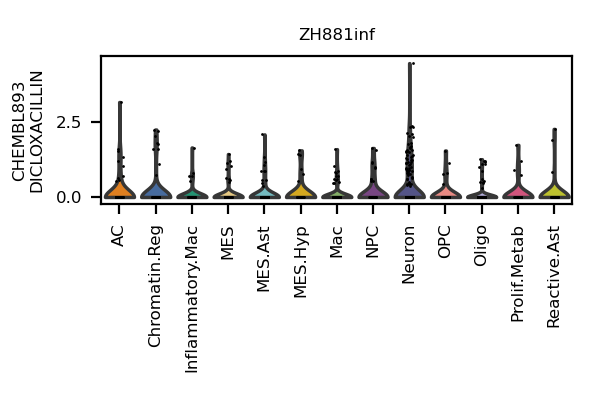 ZH881inf
CHEMBL893
DICLOXACILLIN
2.5
0.0
AC
Chromatin.Reg
Inflammatory.Mac
MES
MES.Ast
MES.Hyp
Mac
NPC
Neuron
OPC
Oligo
Prolif.Metab
Reactive.Ast